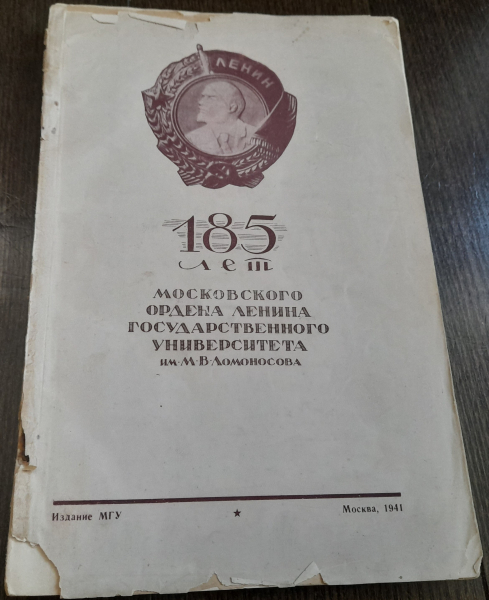 ЛЕНИН
185
лет
МОСКОВСКОГО
ОРДЕНА ЛЕНИНА
ГОСУДАРСТВЕННОГО
УНИВЕРСИТЕТА
им·М·В·Ломоносова
Издание МГУ ★ Москва, 1941